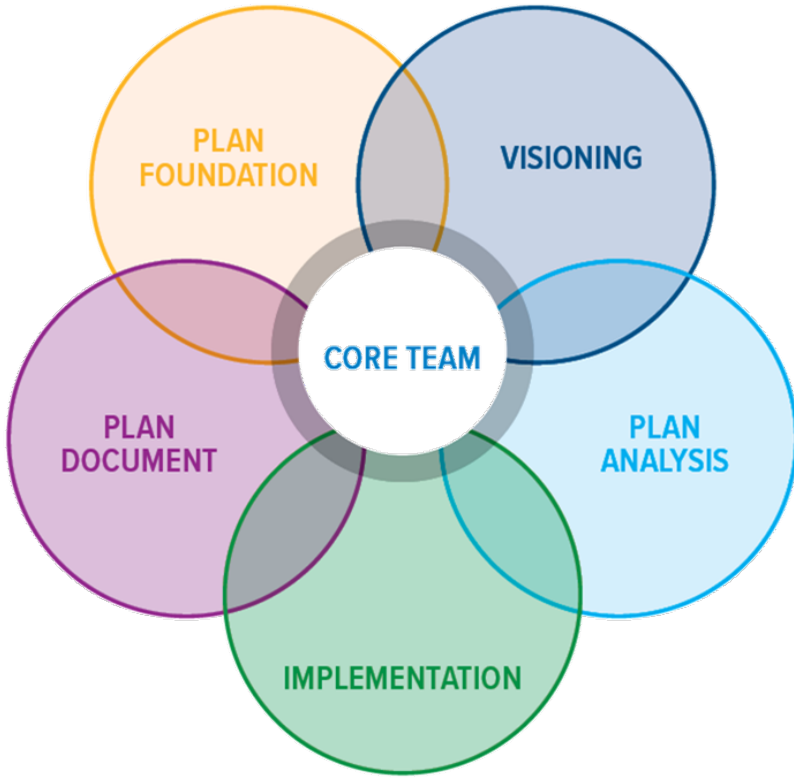 PLAN
FOUNDATION
VISIONING
CORE TEAM
PLAN
DOCUMENT
PLAN
ANALYSIS
IMPLEMENTATION